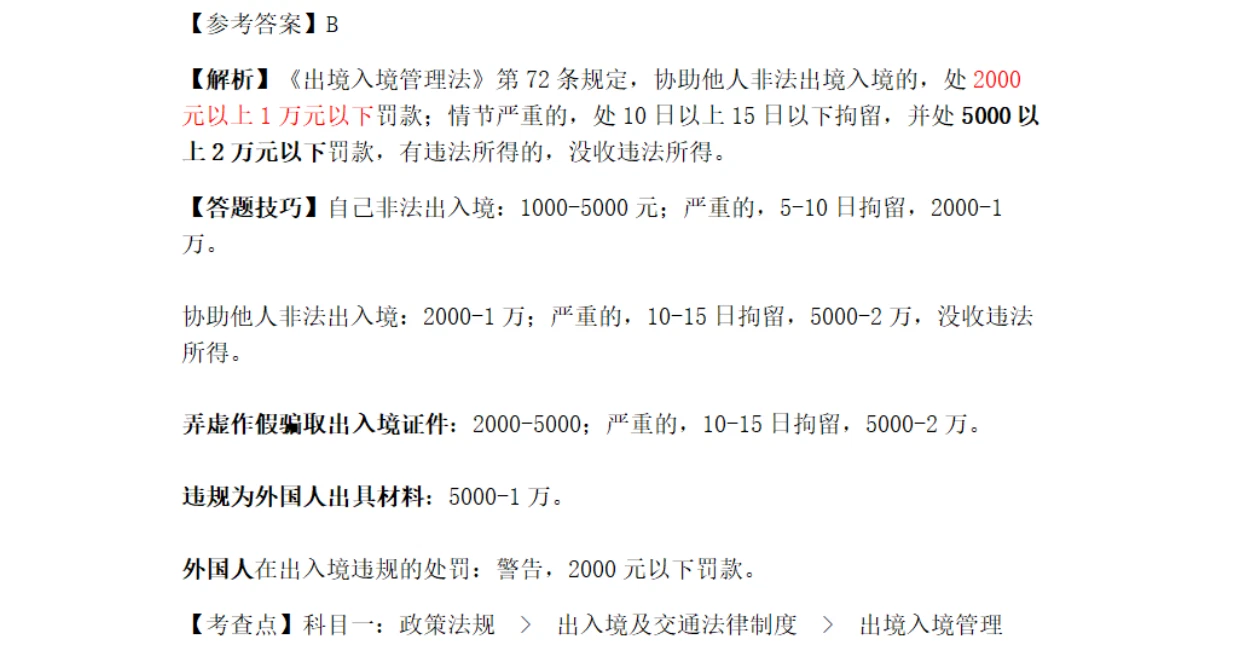 【参考答案】B
【解析】《出境入境管理法》第 72 条规定，协助他人非法出境入境的，处 2000
元以上 1 万元以下罚款；情节严重的，处 10 日以上 15 日以下拘留，并处 5000 以
上 2 万元以下罚款，有违法所得的，没收违法所得。
【答题技巧】自己非法出入境：1000-5000 元；严重的，5-10 日拘留，2000-1
万。
协助他人非法出入境：2000-1 万；严重的，10-15 日拘留，5000-2 万，没收违法
所得。
弄虚作假骗取出入境证件：2000-5000；严重的，10-15 日拘留，5000-2 万。
违规为外国人出具材料：5000-1 万。
外国人在出入境违规的处罚：警告，2000 元以下罚款。
【考查点】科目一：政策法规 > 出入境及交通法律制度 > 出境入境管理